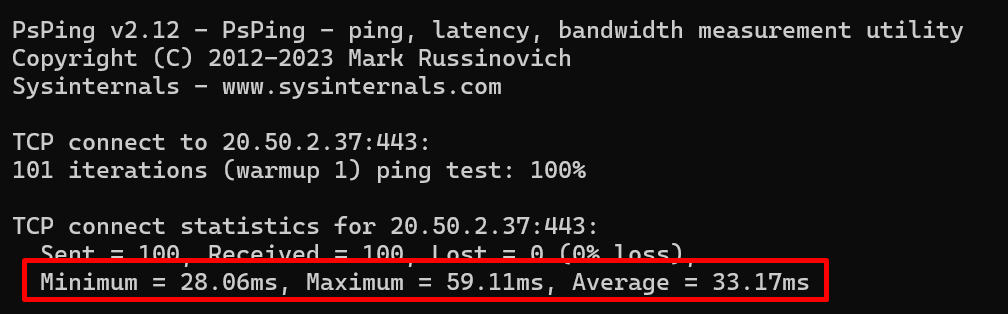 PsPing v2.12 - PsPing - ping, latency, bandwidth measurement utility
Copyright (C) 2012-2023 Mark Russinovich
Sysinternals - www.sysinternals.com
TCP connect to 20.50.2.37:443:
101 iterations (warmup 1) ping test: 100%
TCP connect statistics for 20.50.2.37:443:
Sent = 100, Received = 100, Lost = 0 (0% loss),
Minimum = 28.06ms, Maximum = 59.11ms, Average = 33.17ms